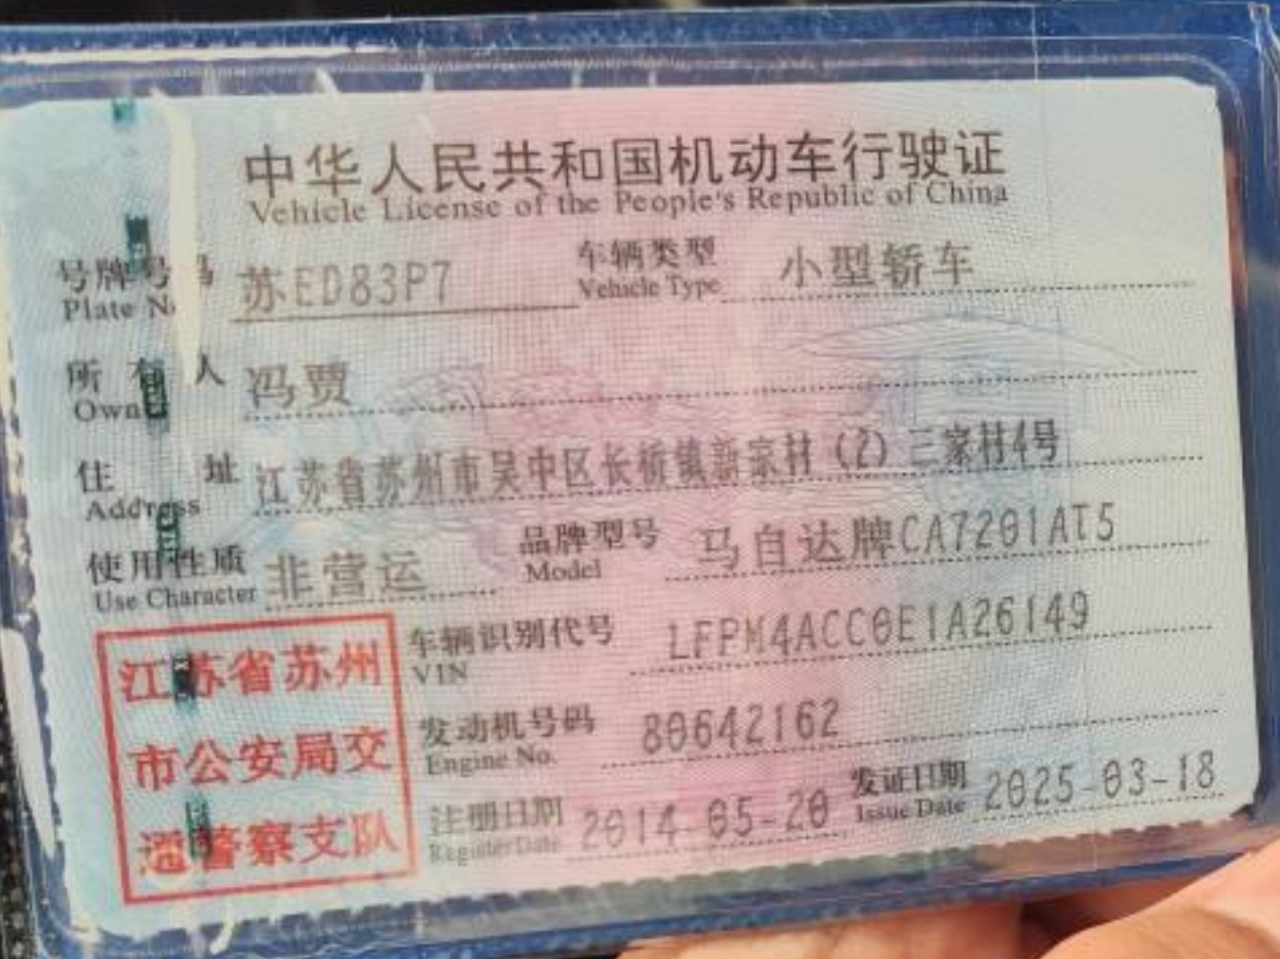 中华人民共和国机动车行驶证
Vehicle License of the People's Republic of China
号牌号码 苏ED83P7 车辆类型 小型轿车
Plate No. Vehicle Type
所有人 冯贾
Owner
住址 江苏省苏州市吴中区长桥镇新家村(2)三家村4号
Address
使用性质 非营运 品牌型号 马自达牌CA7201AT5
Use Character Model
车辆识别代号 LFPM4ACC0E1A26149
VIN
发动机号码 80642162
Engine No.
注册日期 2014-05-20 发证日期 2025-03-18
Register Date Issue Date
江苏省苏州
市公安局交
通警察支队